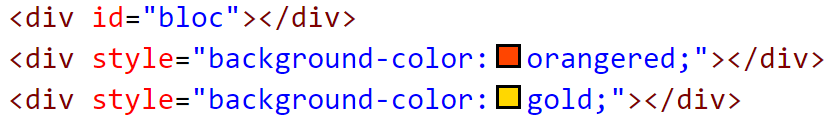 <div id="bloc"></div>
<div style="background-color:orangered;"></div>
<div style="background-color:gold;"></div>